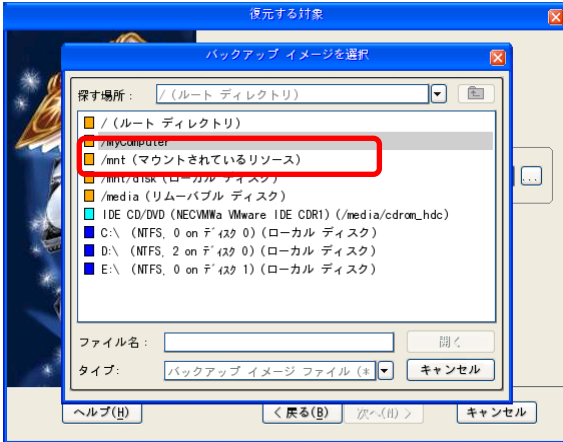 復元する対象
バックアップ イメージを選択
探す場所: /(ルート ディレクトリ)
/(ルート ディレクトリ)
/MyComputer
/mnt (マウントされているリソース)
/mnt/disk (ローカル ディスク)
/media (リムーバブル ディスク)
IDE CD/DVD (NECVMWa VMware IDE CDR1) (/media/cdrom_hdc)
C:\ (NTFS, 0 on ディスク 0) (ローカル ディスク)
D:\ (NTFS, 2 on ディスク 0) (ローカル ディスク)
E:\ (NTFS, 0 on ディスク 1) (ローカル ディスク)
...
ファイル名: 開く
タイプ: バックアップ イメージ ファイル (* キャンセル
ヘルプ(H) < 戻る(B) 次へ(N) > キャンセル